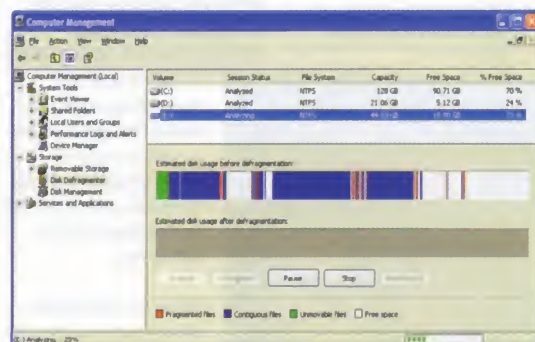 Computer Management
File Action View Window Help
Computer Management (Local)
System Tools
Event Viewer
Shared Folders
Local Users and Groups
Performance Logs and Alerts
Device Manager
Storage
Removable Storage
Disk Defragmenter
Disk Management
Services and Applications
Volume Session Status File System Capacity Free Space % Free Space
(C:) Analyzed NTFS 128 GB 90.71 GB 70 %
(D:) Analyzed NTFS 21.06 GB 5.12 GB 24 %
Analyzing NTFS
Estimated disk usage before defragmentation:
Estimated disk usage after defragmentation:
Pause Stop
Fragmented files Contiguous files Unmovable files Free space
Analyzing